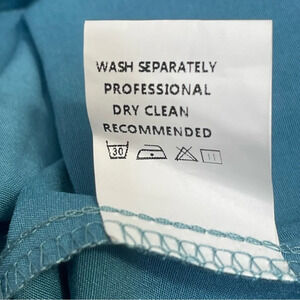 WASH SEPARATELY
PROFESSIONAL
DRY CLEAN
RECOMMENDED
30